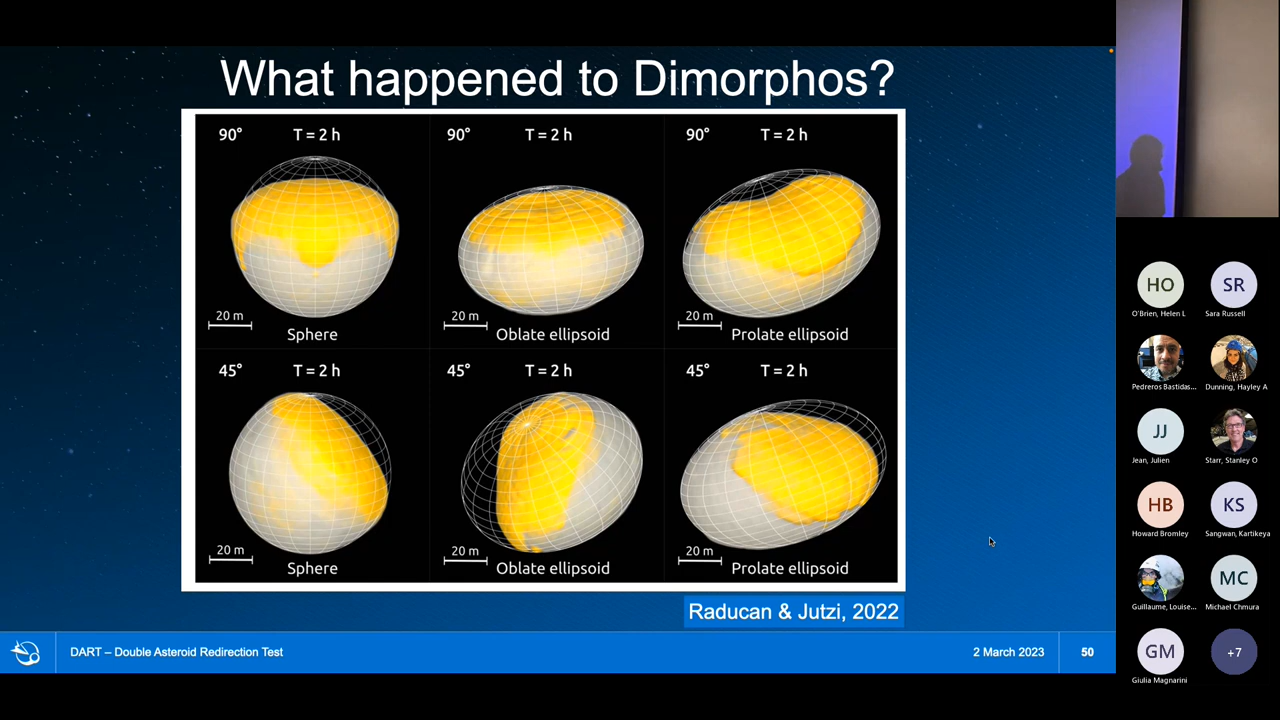 What happened to Dimorphos?
90° T = 2 h
90° T = 2 h
90° T = 2 h
20 m
20 m
20 m
Sphere
Oblate ellipsoid
Prolate ellipsoid
45° T = 2 h
45° T = 2 h
45° T = 2 h
20 m
20 m
20 m
Sphere
Oblate ellipsoid
Prolate ellipsoid
Raducan & Jutzi, 2022
DART – Double Asteroid Redirection Test
2 March 2023
50
HO
SR
O'Brien, Helen L
Sara Russell
Pedreros Bastidas...
Dunning, Hayley A
JJ
Jean, Julien
Starr, Stanley O
HB
KS
Howard Bromley
Sangwan, Kartikeya
MC
Guillaume, Louise...
Michael Chmura
GM
+7
Giulia Magnarini